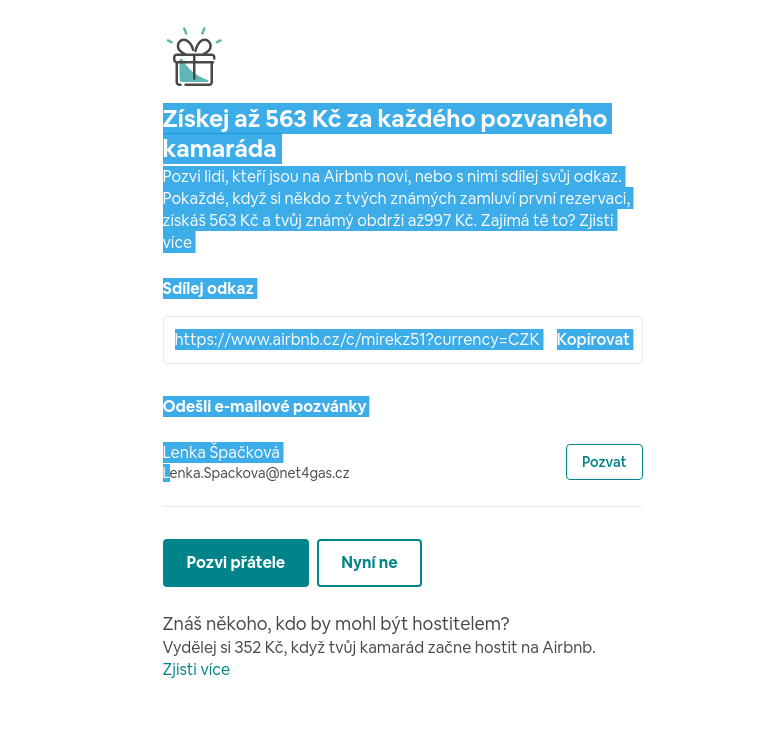 Získej až 563 Kč za každého pozvaného
kamaráda
Pozvi lidi, kteří jsou na Airbnb noví, nebo s nimi sdílej svůj odkaz.
Pokaždé, když si někdo z tvých známých zamluví první rezervaci,
získáš 563 Kč a tvůj známý obdrží až997 Kč. Zajímá tě to? Zjisti
více
Sdílej odkaz
https://www.airbnb.cz/c/mirekz51?currency=CZK Kopírovat
Odešli e-mailové pozvánky
Lenka Špačková
Lenka.Spackova@net4gas.cz
Pozvat
Pozvi přátele Nyní ne
Znáš někoho, kdo by mohl být hostitelem?
Vydělej si 352 Kč, když tvůj kamarád začne hostit na Airbnb.
Zjisti více